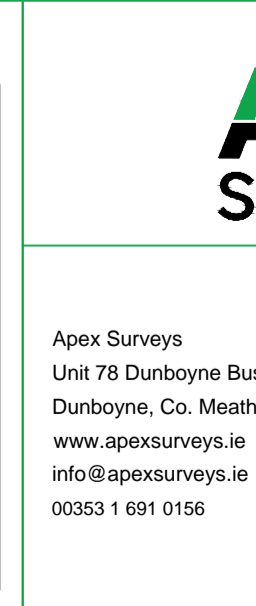 S
Apex Surveys
Unit 78 Dunboyne Bus
Dunboyne, Co. Meath
www.apexsurveys.ie
info@apexsurveys.ie
00353 1 691 0156